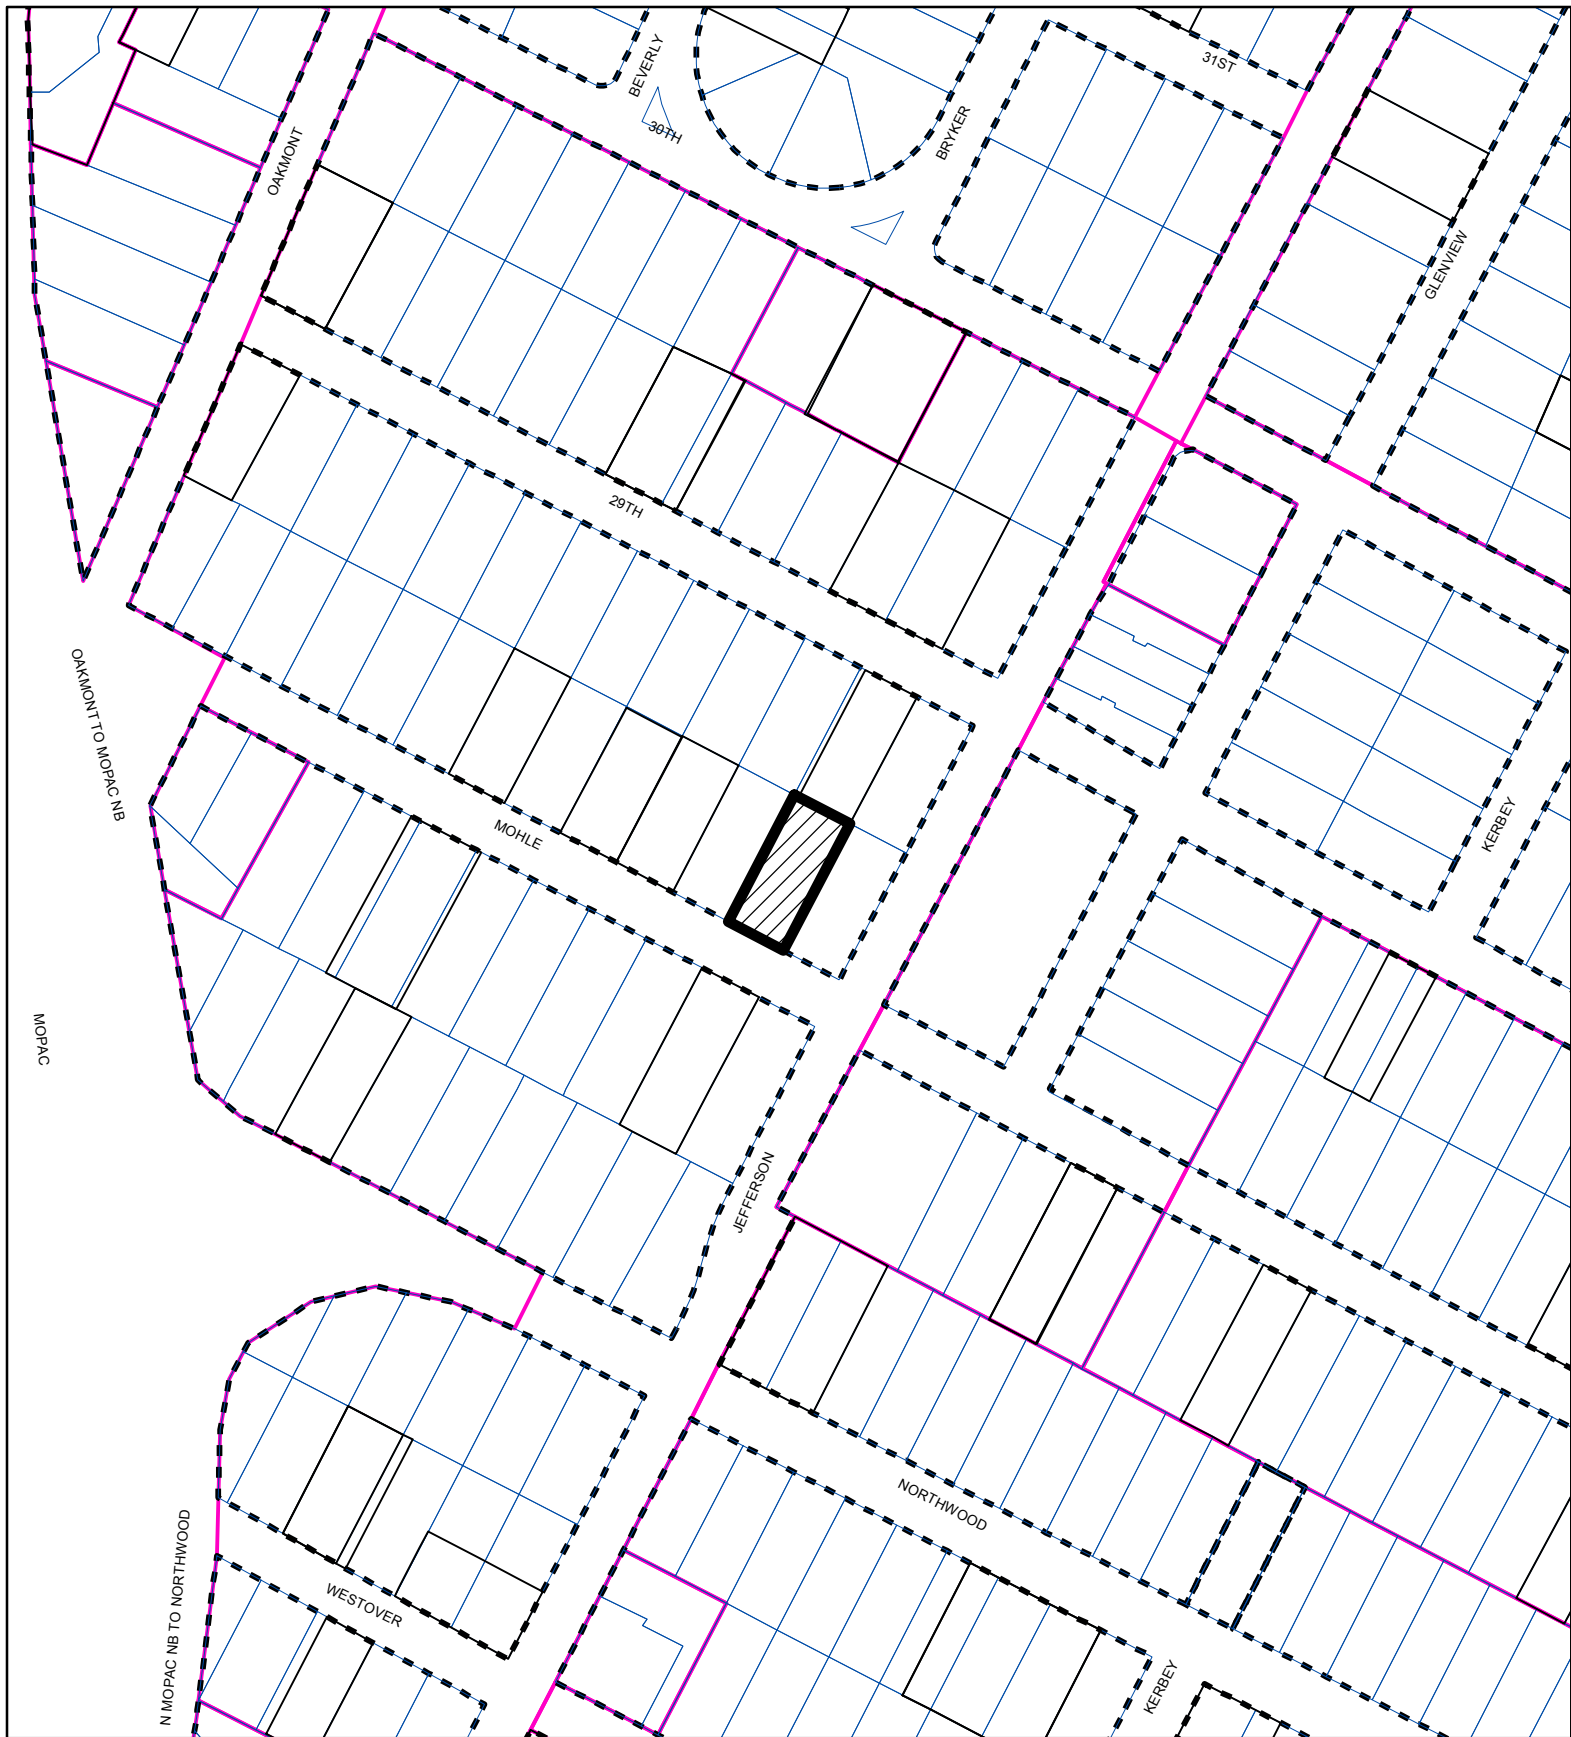 31ST
BEVERLY
30TH
BRYKER
OAKMONT
GLENVIEW
29TH
OAKMONT TO MOPAC NB
MOHLE
KERBEY
MOPAC
JEFFERSON
NORTHWOOD
N MOPAC NB TO NORTHWOOD
WESTOVER
KERBEY